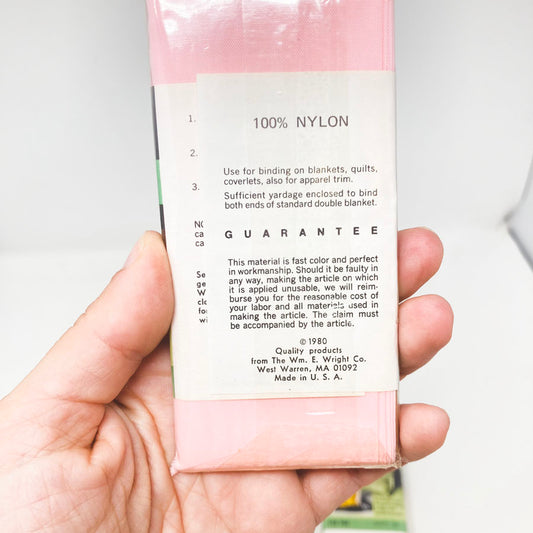 100% NYLON
1.
2.
3.
Use for binding on blankets, quilts,
coverlets, also for apparel trim.
Sufficient yardage enclosed to bind
both ends of standard double blanket.
GUARANTEE
This material is fast color and perfect
in workmanship. Should it be faulty in
any way, making the article on which
it is applied unusable, we will reim-
burse you for the reasonable cost of
your labor and all materials used in
making the article. The claim must
be accompanied by the article.
© 1980
Quality products
from The Wm. E. Wright Co.
West Warren, MA 01092
Made in U. S. A.